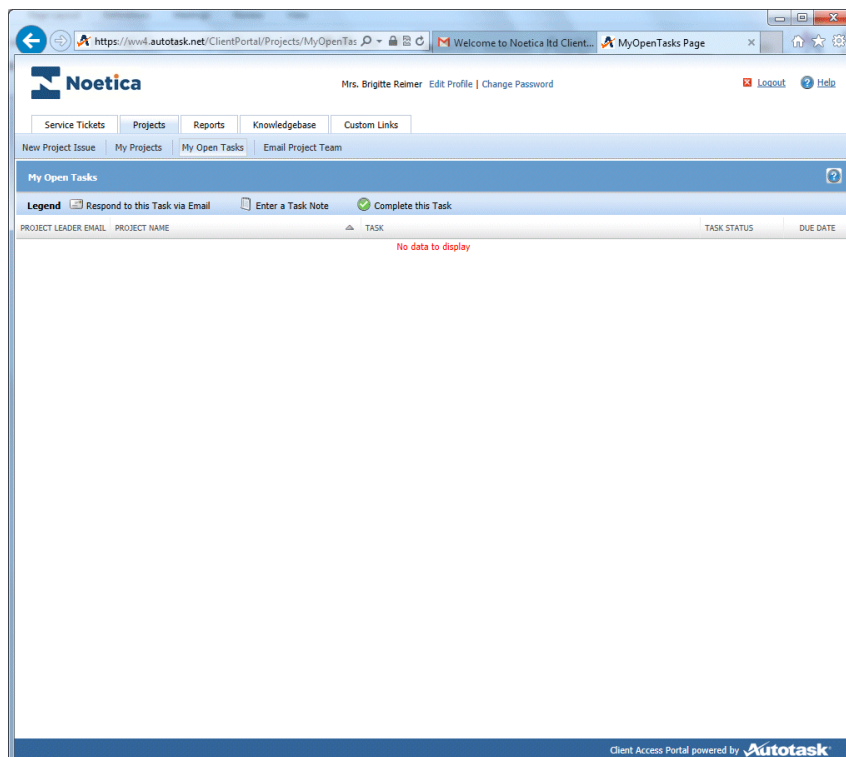 https://ww4.autotask.net/ClientPortal/Projects/MyOpenTas
Welcome to Noetica ltd Client...
MyOpenTasks Page
Noetica
Mrs. Brigitte Reimer Edit Profile | Change Password
Logout
Help
Service Tickets Projects Reports Knowledgebase Custom Links
New Project Issue My Projects My Open Tasks Email Project Team
My Open Tasks
Legend Respond to this Task via Email Enter a Task Note Complete this Task
PROJECT LEADER EMAIL PROJECT NAME TASK TASK STATUS DUE DATE
No data to display
Client Access Portal powered by Autotask